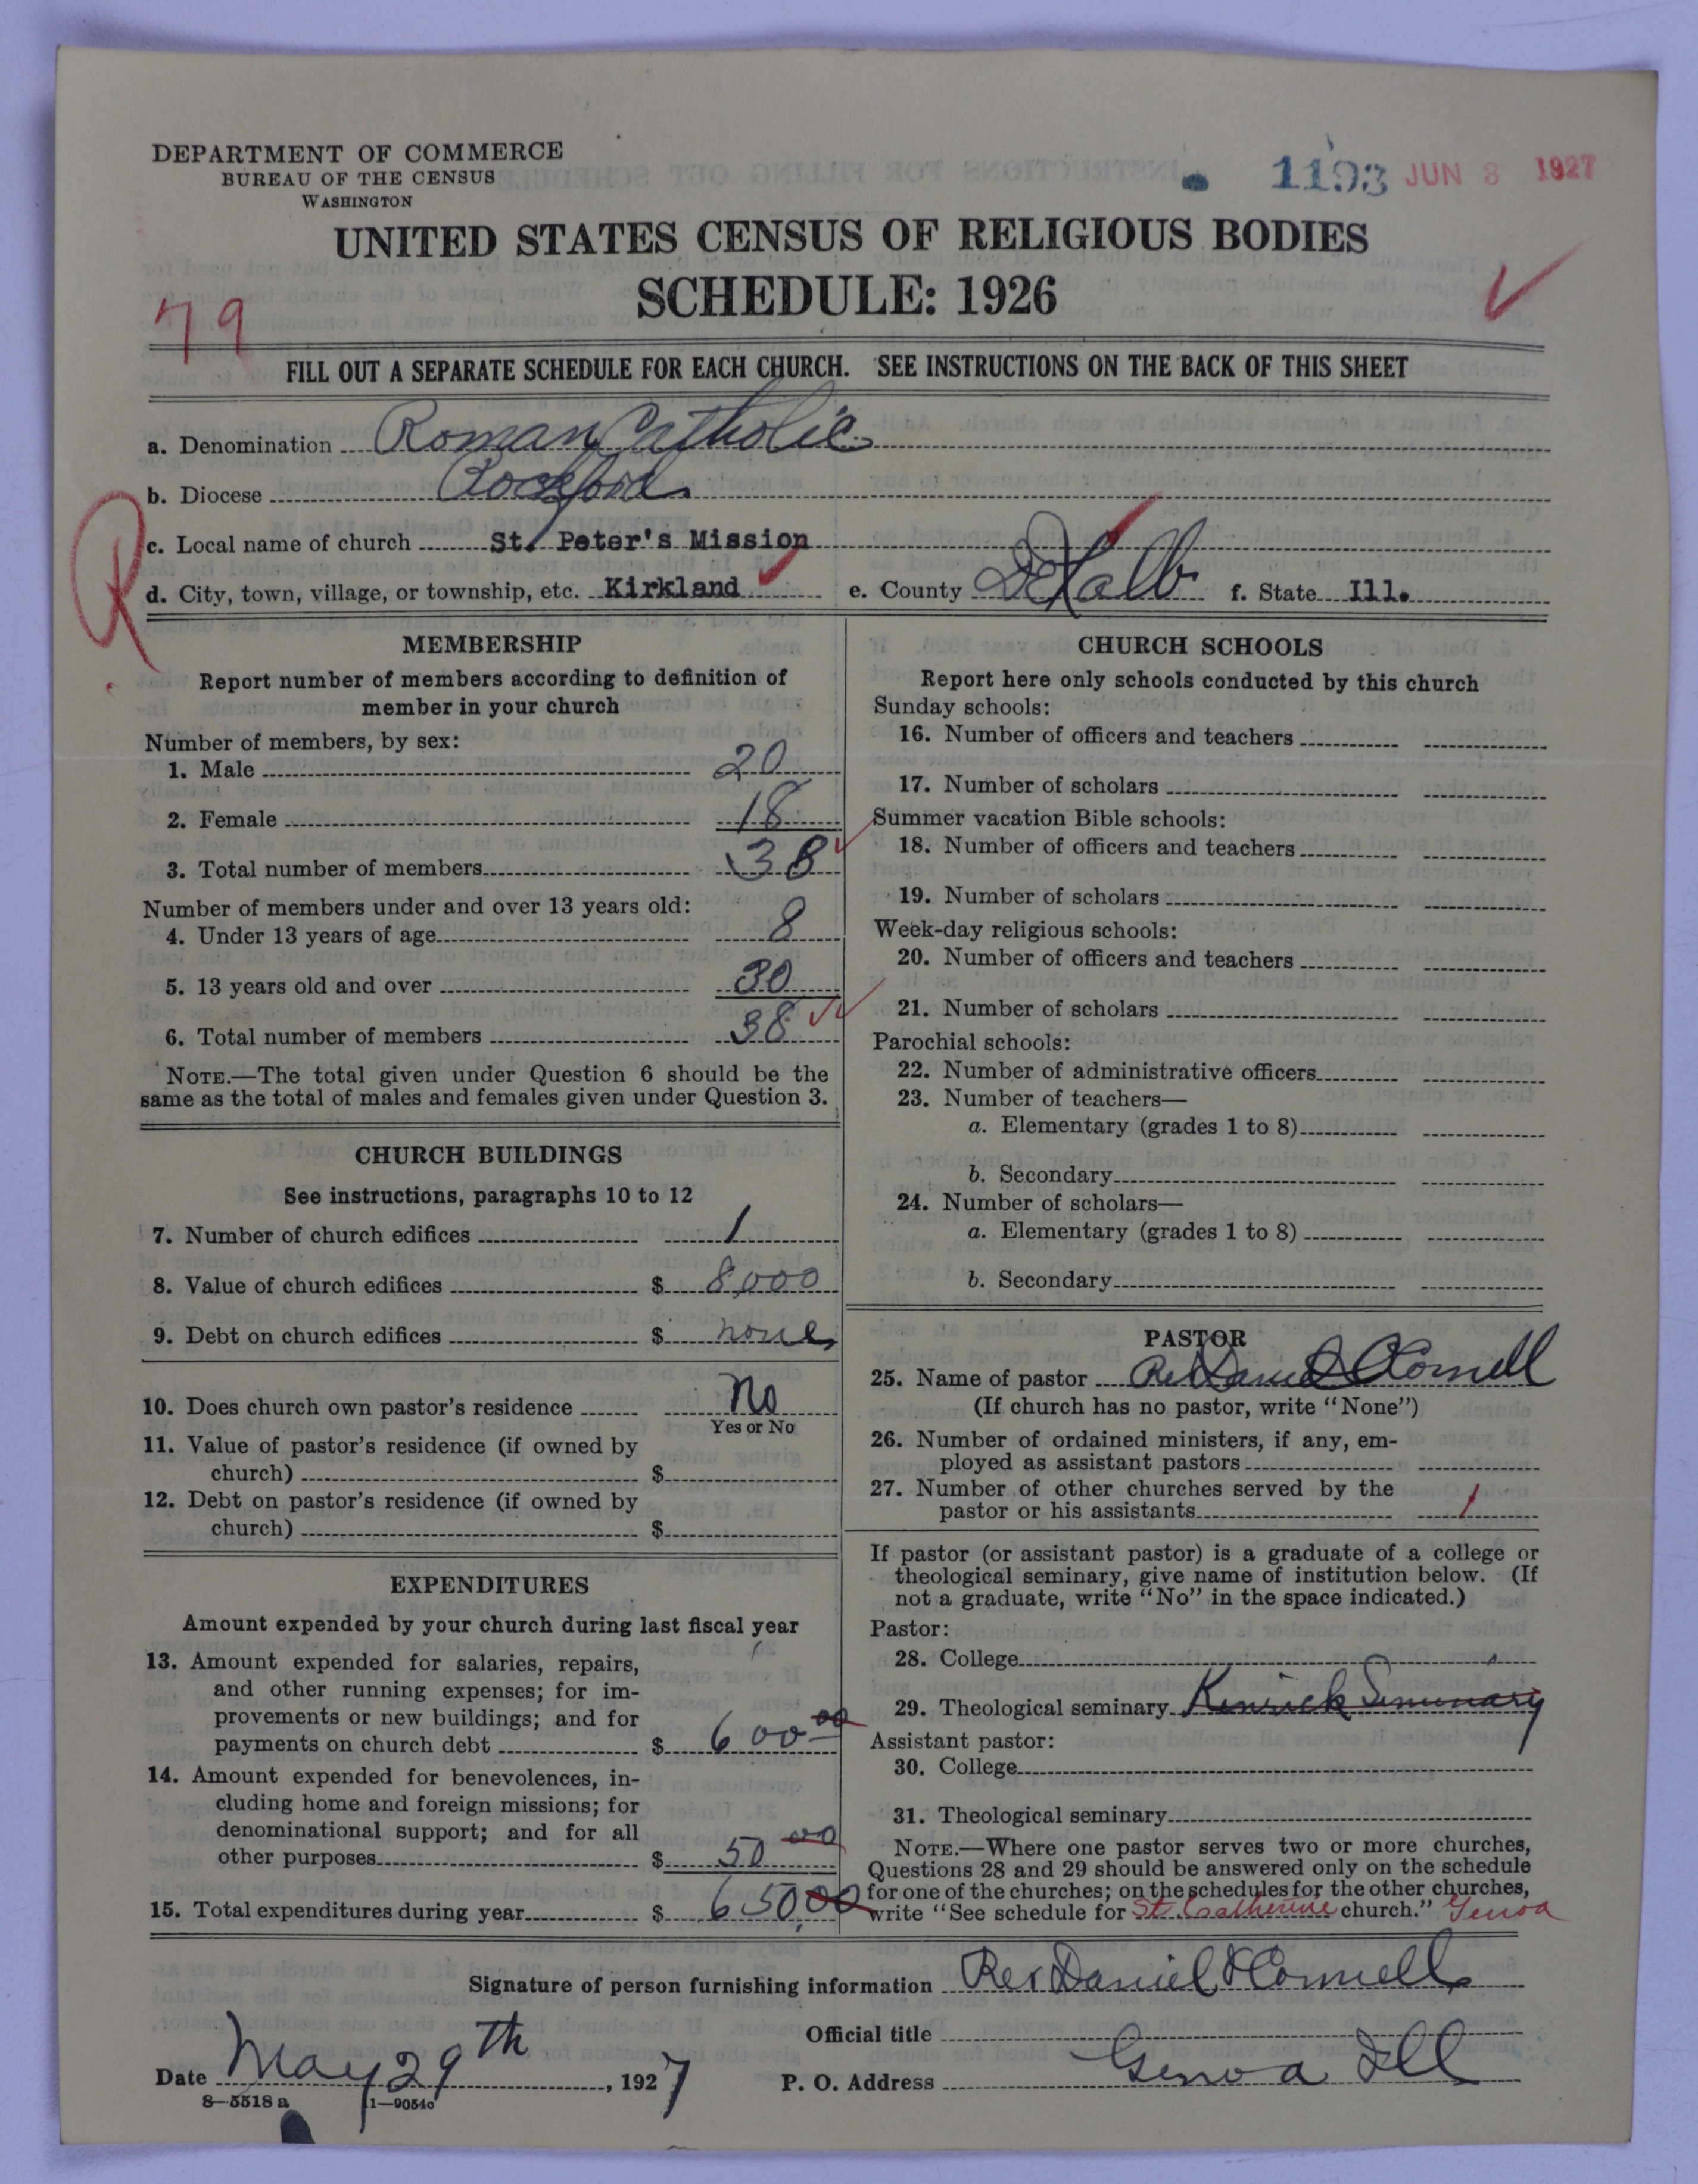 DEPARTMENT OF COMMERCE
BUREAU OF THE CENSUS
WASHINGTON
1193 JUN 3 1927
UNITED STATES CENSUS OF RELIGIOUS BODIES
SCHEDULE: 1926
79
FILL OUT A SEPARATE SCHEDULE FOR EACH CHURCH. SEE INSTRUCTIONS ON THE BACK OF THIS SHEET
a. Denomination Roman Catholic
b. Diocese Rockford
R
c. Local name of church St. Peter's Mission
d. City, town, village, or township, etc. Kirkland e. County DeKalb f. State Ill.
MEMBERSHIP
Report number of members according to definition of
member in your church
Number of members, by sex:
1. Male 20
2. Female 18
3. Total number of members 38
Number of members under and over 13 years old:
4. Under 13 years of age 8
5. 13 years old and over 30
6. Total number of members 38
NOTE.—The total given under Question 6 should be the
same as the total of males and females given under Question 3.
CHURCH BUILDINGS
See instructions, paragraphs 10 to 12
7. Number of church edifices 1
8. Value of church edifices $ 8,000
9. Debt on church edifices $ none
10. Does church own pastor's residence No
Yes or No
11. Value of pastor's residence (if owned by
church) $
12. Debt on pastor's residence (if owned by
church) $
EXPENDITURES
Amount expended by your church during last fiscal year
13. Amount expended for salaries, repairs,
and other running expenses; for im-
provements or new buildings; and for
payments on church debt $ 600 00
14. Amount expended for benevolences, in-
cluding home and foreign missions; for
denominational support; and for all
other purposes $ 50 00
15. Total expenditures during year $ 650.00
CHURCH SCHOOLS
Report here only schools conducted by this church
Sunday schools:
16. Number of officers and teachers
17. Number of scholars
Summer vacation Bible schools:
18. Number of officers and teachers
19. Number of scholars
Week-day religious schools:
20. Number of officers and teachers
21. Number of scholars
Parochial schools:
22. Number of administrative officers
23. Number of teachers—
a. Elementary (grades 1 to 8)
b. Secondary
24. Number of scholars—
a. Elementary (grades 1 to 8)
b. Secondary
PASTOR
25. Name of pastor Rev Daniel O'Connell
(If church has no pastor, write "None")
26. Number of ordained ministers, if any, em-
ployed as assistant pastors
27. Number of other churches served by the
pastor or his assistants 1
If pastor (or assistant pastor) is a graduate of a college or
theological seminary, give name of institution below. (If
not a graduate, write "No" in the space indicated.)
Pastor:
28. College
29. Theological seminary Kenrick Seminary
Assistant pastor:
30. College
31. Theological seminary
NOTE.—Where one pastor serves two or more churches,
Questions 28 and 29 should be answered only on the schedule
for one of the churches; on the schedules for the other churches,
write "See schedule for St. Catherine church." Genoa
Signature of person furnishing information Rev Daniel O'Connell
Official title
Date May 29th, 1927 P. O. Address Genoa Ill
8—5518 a 1—9054c